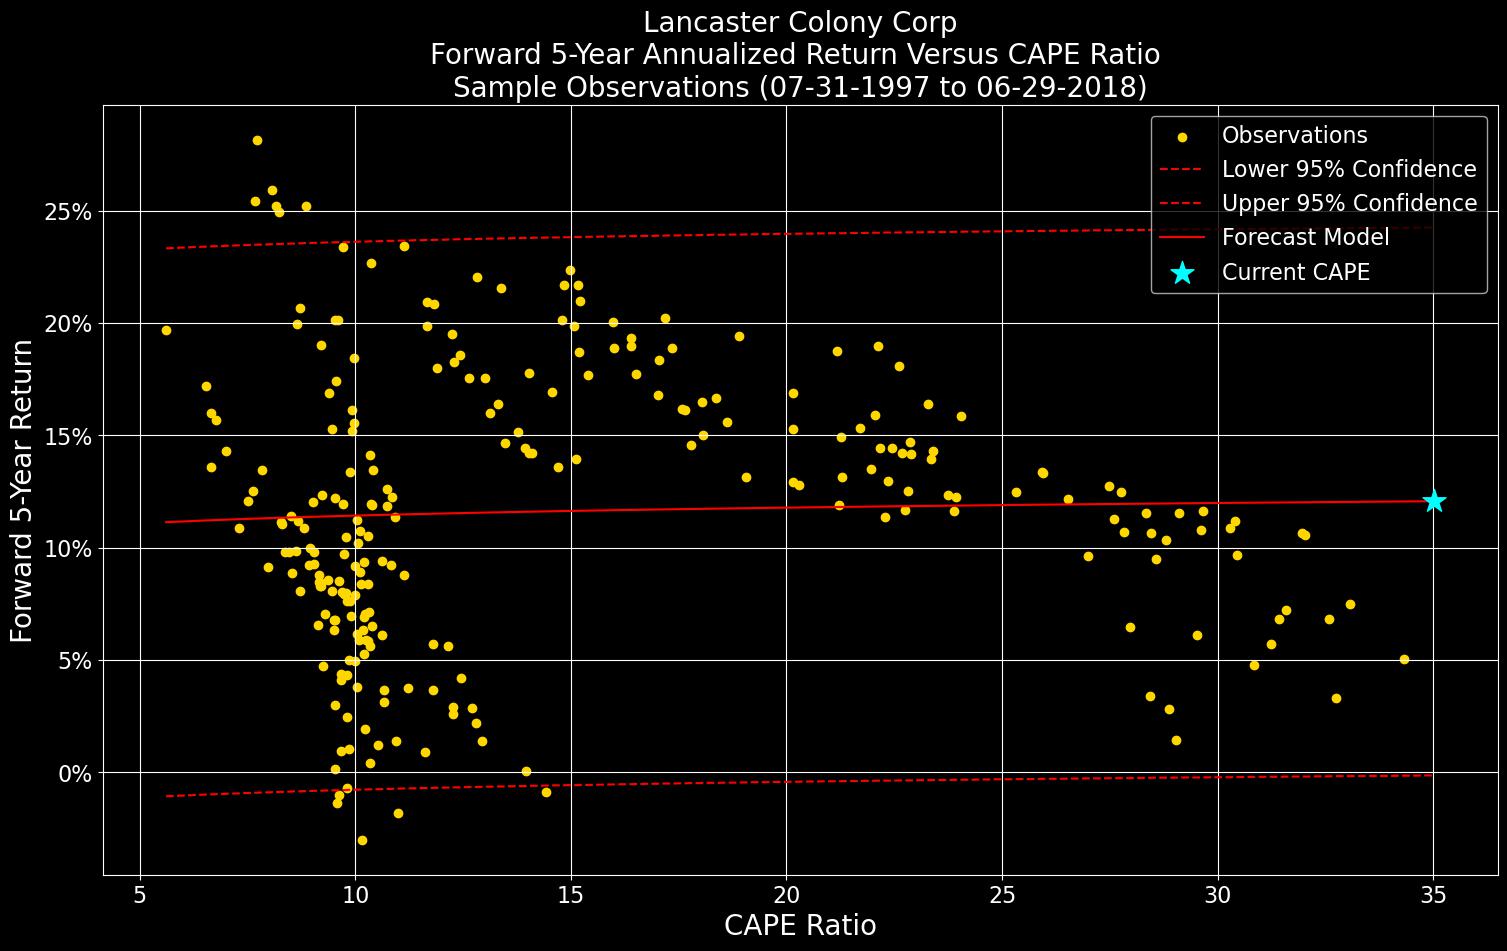 Lancaster Colony Corp
Forward 5-Year Annualized Return Versus CAPE Ratio
Sample Observations (07-31-1997 to 06-29-2018)
Observations
Lower 95% Confidence
Upper 95% Confidence
Forecast Model
Current CAPE
Forward 5-Year Return
25%
20%
15%
10%
5%
0%
5 10 15 20 25 30 35
CAPE Ratio